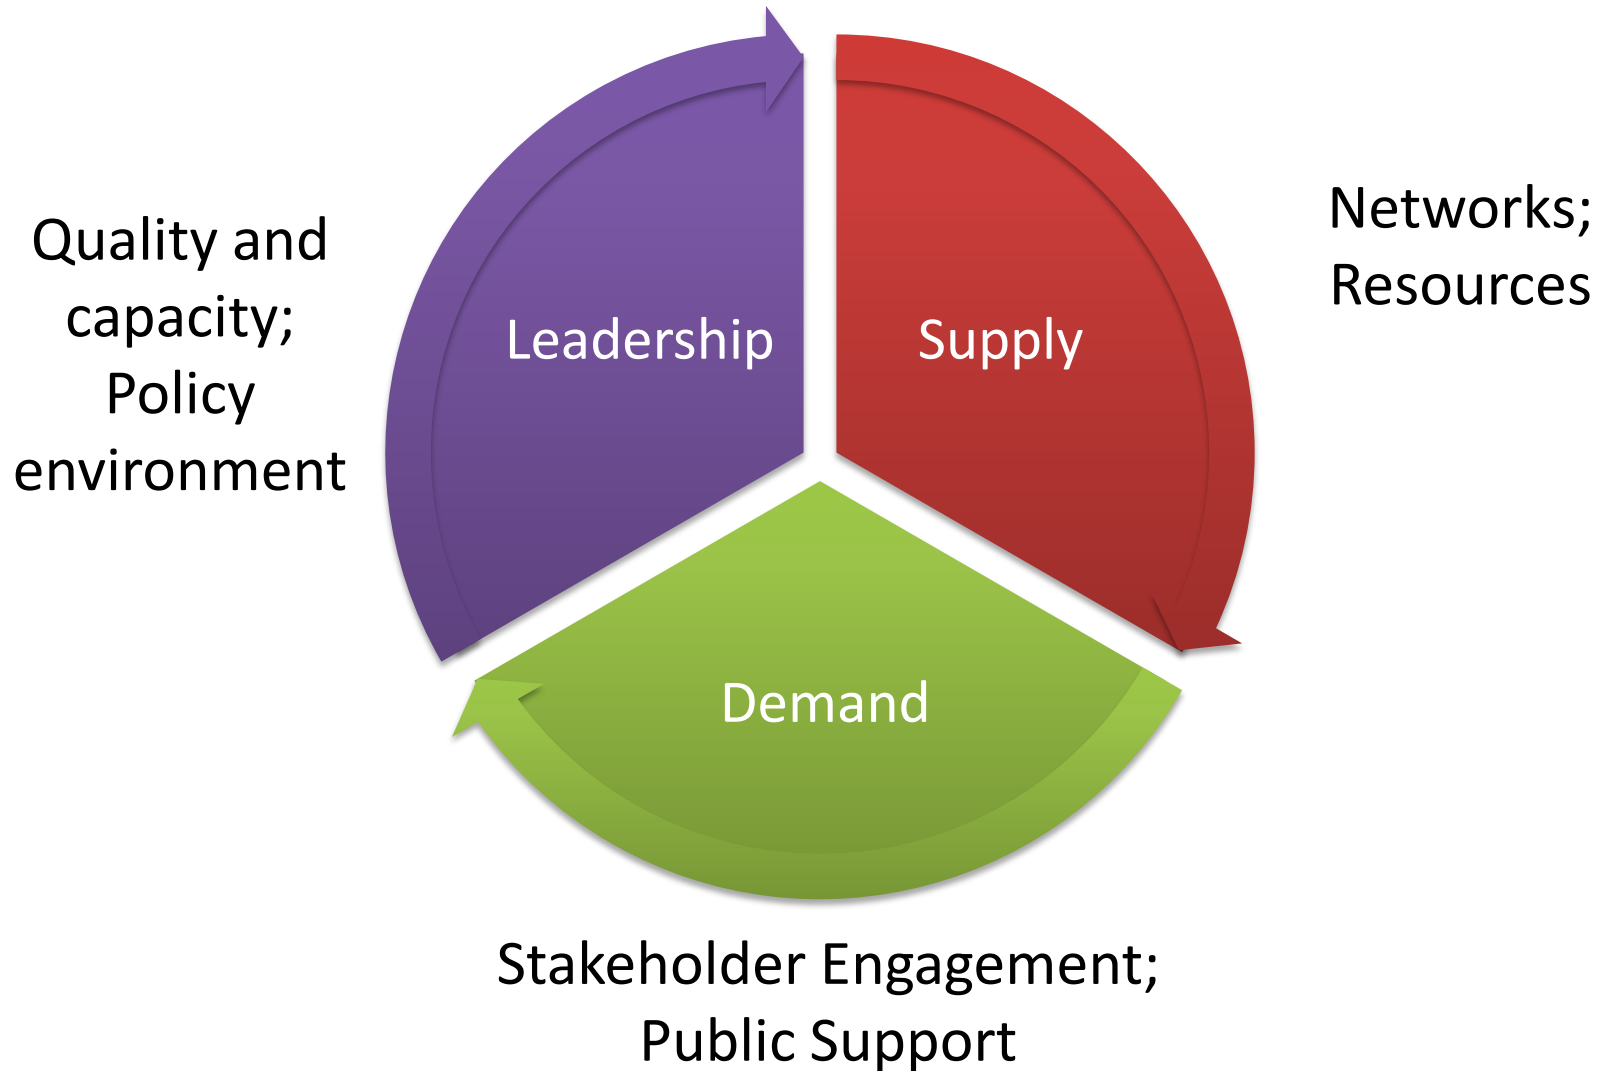 Quality and
capacity;
Policy
environment
Leadership
Supply
Networks;
Resources
Demand
Stakeholder Engagement;
Public Support